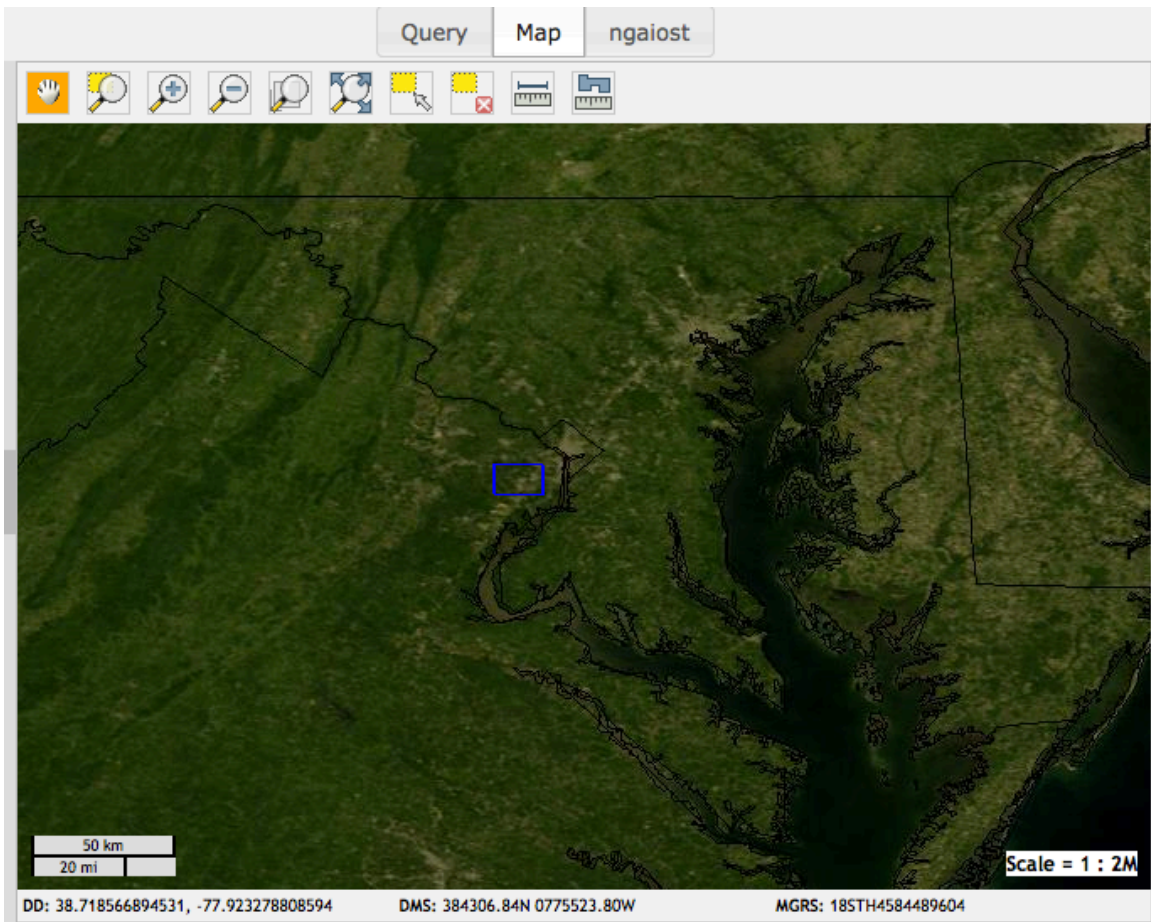 Query Map ngaiost
50 km
20 mi
Scale = 1 : 2M
DD: 38.718566894531, -77.923278808594 DMS: 384306.84N 0775523.80W MGRS: 18STH4584489604